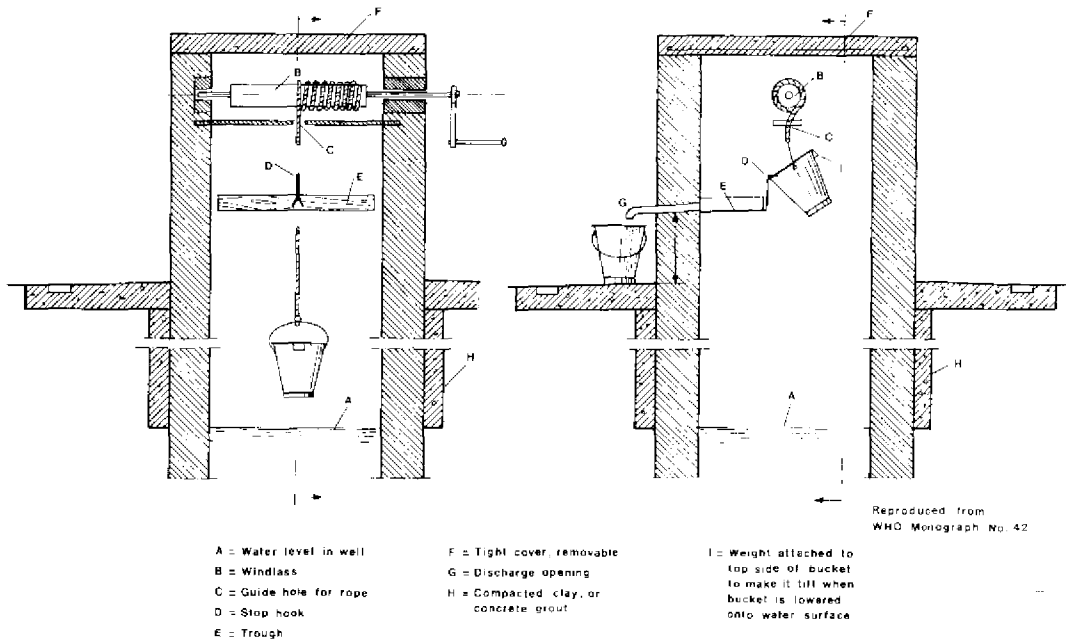 F
F
B
B
C
C
D
D
I
E
E
G
H
H
A
A
Reproduced from
WHO Monograph No. 42
A = Water level in well
B = Windlass
C = Guide hole for rope
D = Stop hook
E = Trough
F = Tight cover, removable
G = Discharge opening
H = Compacted clay, or
concrete grout
I = Weight attached to
top side of bucket
to make it tilt when
bucket is lowered
onto water surface